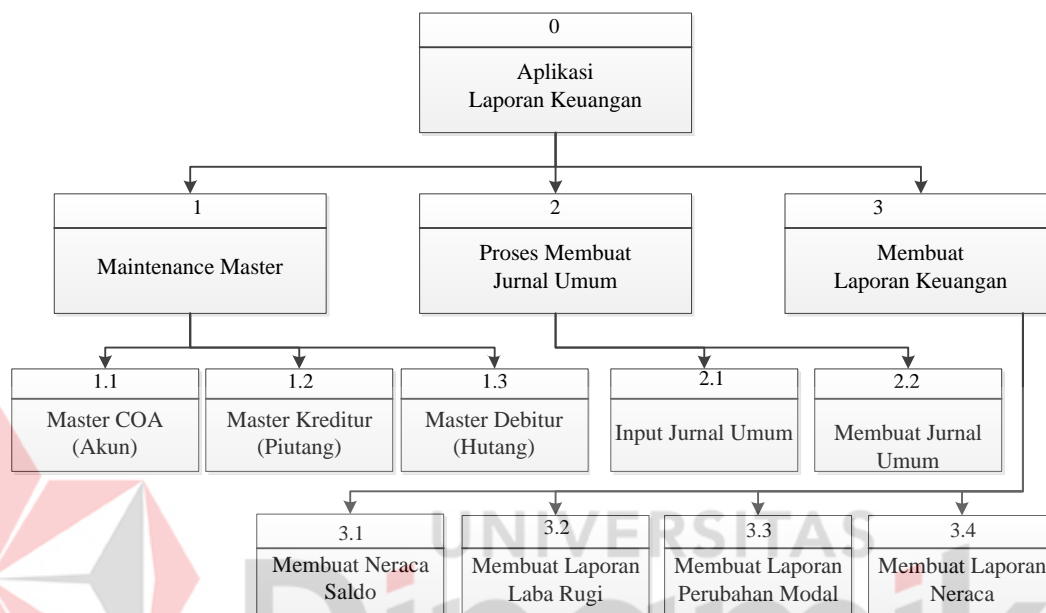 0
Aplikasi
Laporan Keuangan
1
Maintenance Master
2
Proses Membuat
Jurnal Umum
3
Membuat
Laporan Keuangan
1.1
Master COA
(Akun)
1.2
Master Kreditur
(Piutang)
1.3
Master Debitur
(Hutang)
2.1
Input Jurnal Umum
2.2
Membuat Jurnal
Umum
UNIVERSITAS
Dinamika
3.1
Membuat Neraca
Saldo
3.2
Membuat Laporan
Laba Rugi
3.3
Membuat Laporan
Perubahan Modal
3.4
Membuat Laporan
Neraca